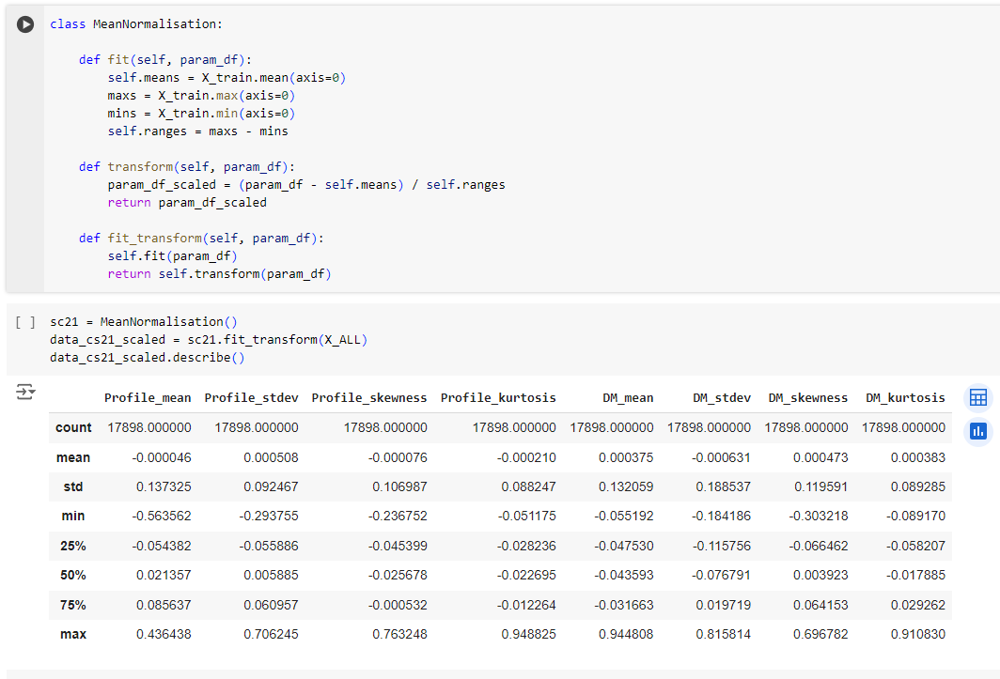 class MeanNormalisation:
def fit(self, param_df):
self.means = X_train.mean(axis=0)
maxs = X_train.max(axis=0)
mins = X_train.min(axis=0)
self.ranges = maxs - mins
def transform(self, param_df):
param_df_scaled = (param_df - self.means) / self.ranges
return param_df_scaled
def fit_transform(self, param_df):
self.fit(param_df)
return self.transform(param_df)
[ ] sc21 = MeanNormalisation()
data_cs21_scaled = sc21.fit_transform(X_ALL)
data_cs21_scaled.describe()
Profile_mean Profile_stdev Profile_skewness Profile_kurtosis DM_mean DM_stdev DM_skewness DM_kurtosis
count 17898.000000 17898.000000 17898.000000 17898.000000 17898.000000 17898.000000 17898.000000 17898.000000
mean -0.000046 0.000508 -0.000076 -0.000210 0.000375 -0.000631 0.000473 0.000383
std 0.137325 0.092467 0.106987 0.088247 0.132059 0.188537 0.119591 0.089285
min -0.563562 -0.293755 -0.236752 -0.051175 -0.055192 -0.184186 -0.303218 -0.089170
25% -0.054382 -0.055886 -0.045399 -0.028236 -0.047530 -0.115756 -0.066462 -0.058207
50% 0.021357 0.005885 -0.025678 -0.022695 -0.043593 -0.076791 0.003923 -0.017885
75% 0.085637 0.060957 -0.000532 -0.012264 -0.031663 0.019719 0.064153 0.029262
max 0.436438 0.706245 0.763248 0.948825 0.944808 0.815814 0.696782 0.910830